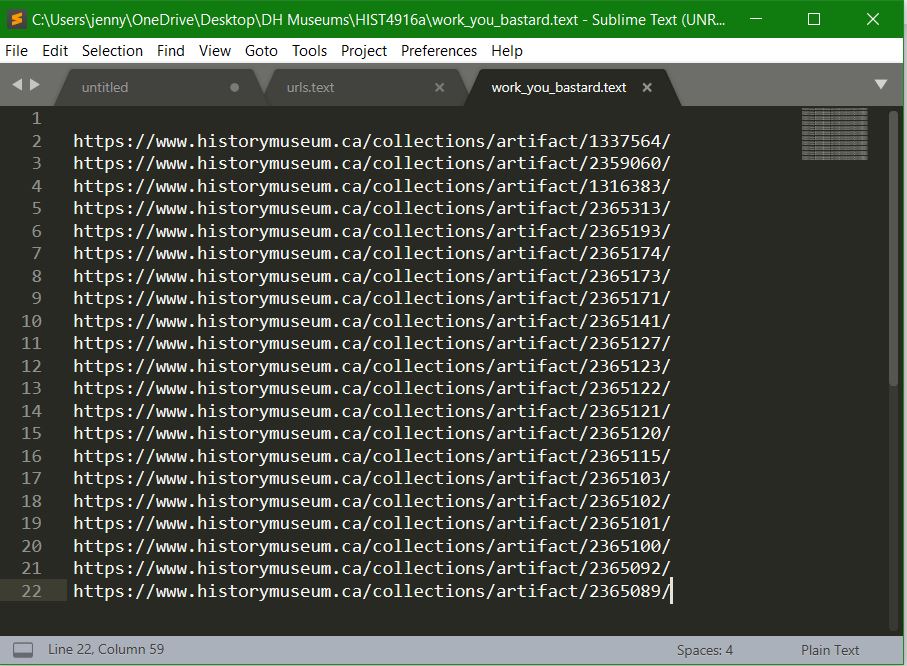 C:\Users\jenny\OneDrive\Desktop\DH Museums\HIST4916a\work_you_bastard.text - Sublime Text (UNR...
File Edit Selection Find View Goto Tools Project Preferences Help
untitled urls.text work_you_bastard.text
1
2 https://www.historymuseum.ca/collections/artifact/1337564/
3 https://www.historymuseum.ca/collections/artifact/2359060/
4 https://www.historymuseum.ca/collections/artifact/1316383/
5 https://www.historymuseum.ca/collections/artifact/2365313/
6 https://www.historymuseum.ca/collections/artifact/2365193/
7 https://www.historymuseum.ca/collections/artifact/2365174/
8 https://www.historymuseum.ca/collections/artifact/2365173/
9 https://www.historymuseum.ca/collections/artifact/2365171/
10 https://www.historymuseum.ca/collections/artifact/2365141/
11 https://www.historymuseum.ca/collections/artifact/2365127/
12 https://www.historymuseum.ca/collections/artifact/2365123/
13 https://www.historymuseum.ca/collections/artifact/2365122/
14 https://www.historymuseum.ca/collections/artifact/2365121/
15 https://www.historymuseum.ca/collections/artifact/2365120/
16 https://www.historymuseum.ca/collections/artifact/2365115/
17 https://www.historymuseum.ca/collections/artifact/2365103/
18 https://www.historymuseum.ca/collections/artifact/2365102/
19 https://www.historymuseum.ca/collections/artifact/2365101/
20 https://www.historymuseum.ca/collections/artifact/2365100/
21 https://www.historymuseum.ca/collections/artifact/2365092/
22 https://www.historymuseum.ca/collections/artifact/2365089/
Line 22, Column 59 Spaces: 4 Plain Text